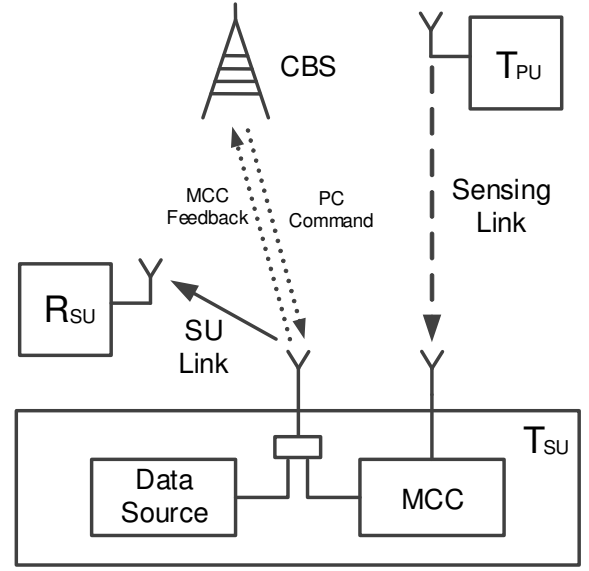 CBS
TPU
MCC
Feedback
PC
Command
Sensing
Link
RSU
SU
Link
TSU
Data
Source
MCC